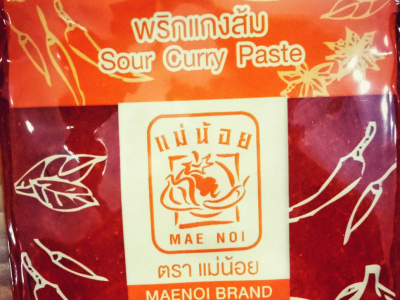 พริกแกงส้ม
Sour Curry Paste
แม่น้อย
MAE NOI
ตรา แม่น้อย
MAENOI BRAND